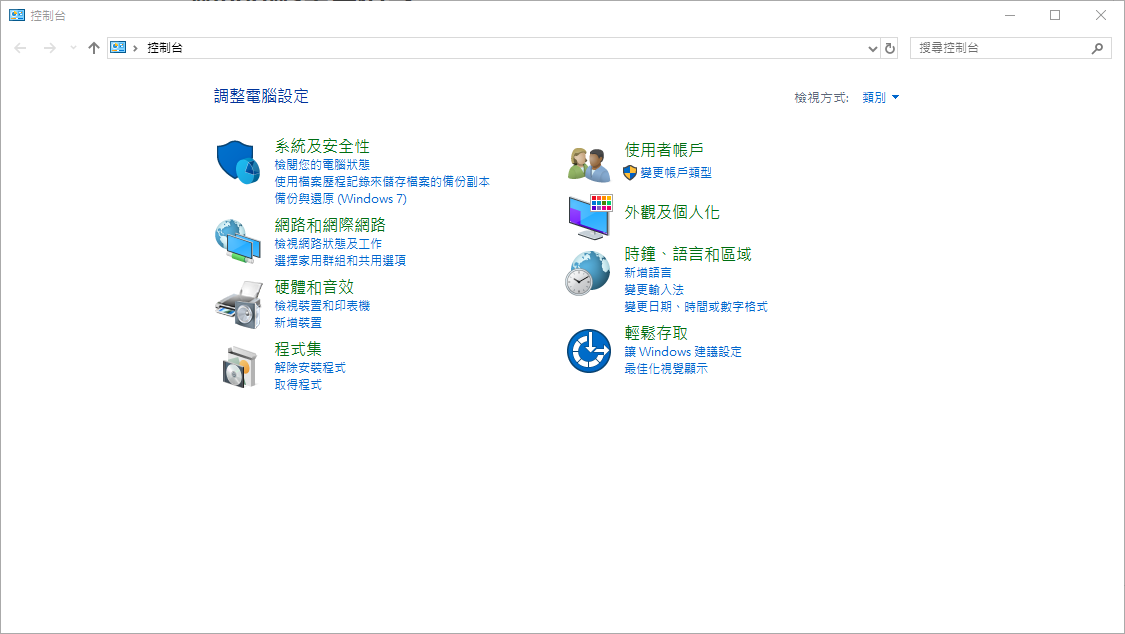 控制台
控制台
搜尋控制台
調整電腦設定
檢視方式: 類別
系統及安全性
檢閱您的電腦狀態
使用檔案歷程記錄來儲存檔案的備份副本
備份與還原 (Windows 7)
網路和網際網路
檢視網路狀態及工作
選擇家用群組和共用選項
硬體和音效
檢視裝置和印表機
新增裝置
程式集
解除安裝程式
取得程式
使用者帳戶
變更帳戶類型
外觀及個人化
時鐘、語言和區域
新增語言
變更輸入法
變更日期、時間或數字格式
輕鬆存取
讓 Windows 建議設定
最佳化視覺顯示